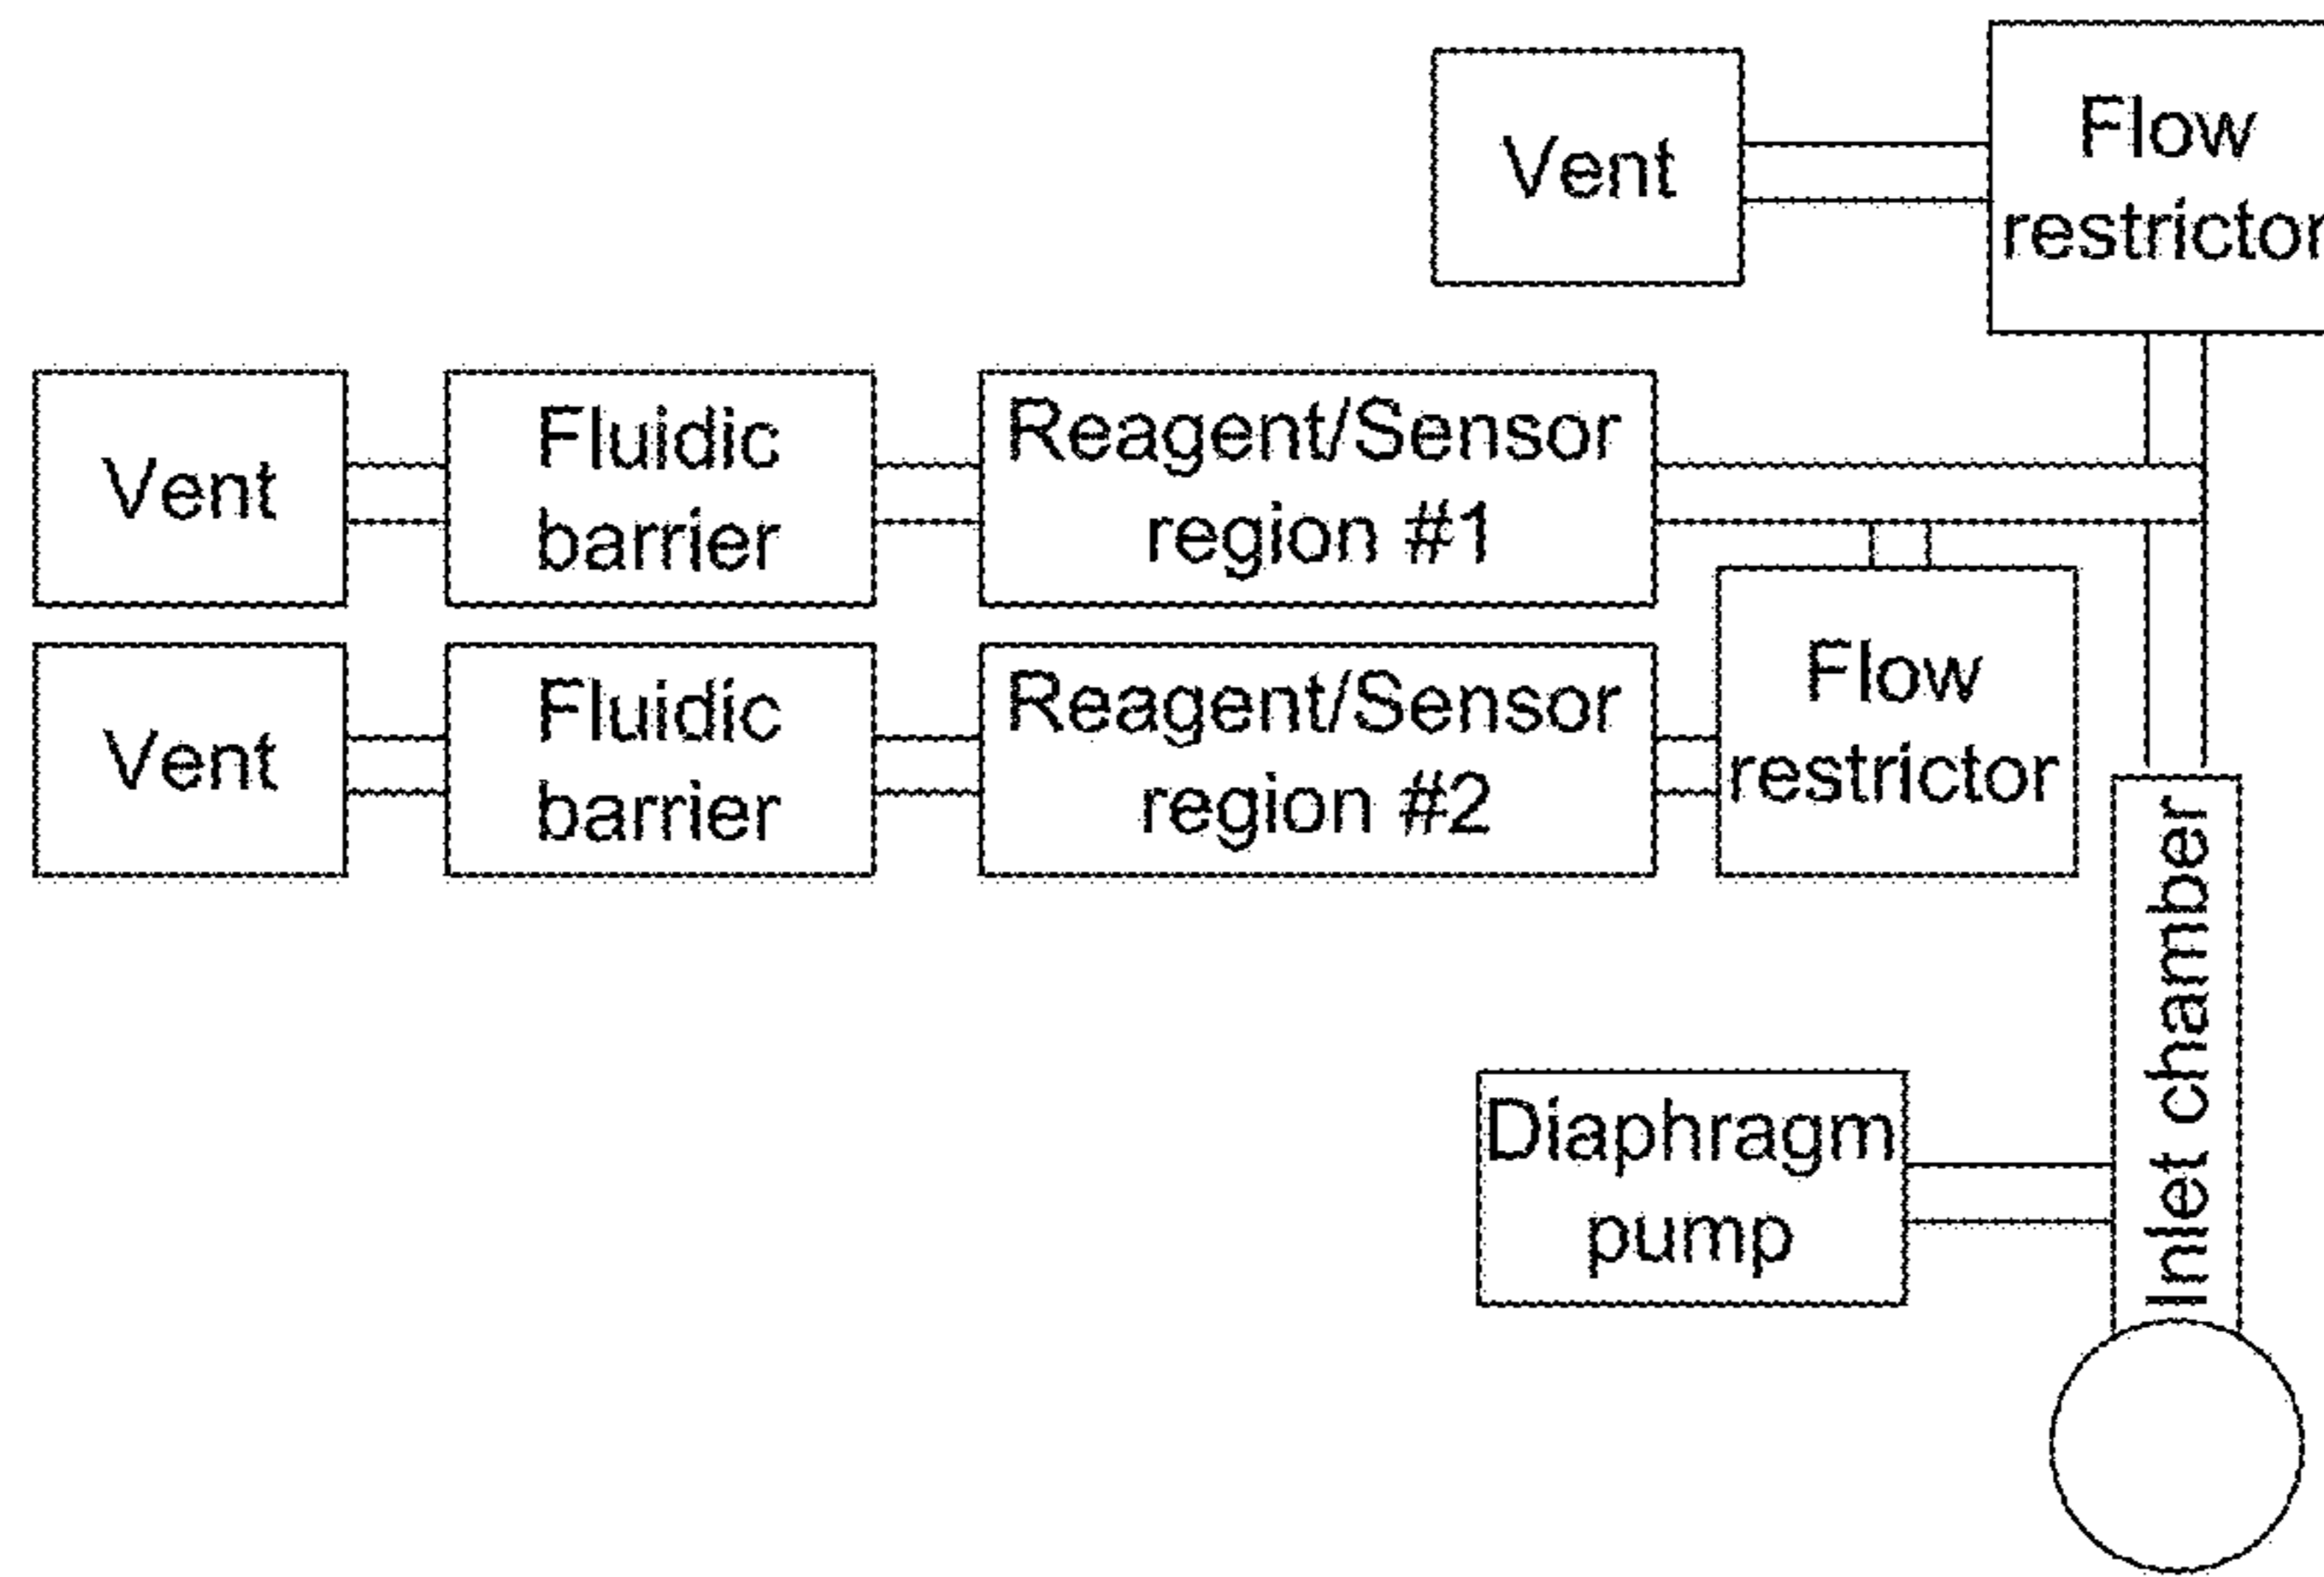 Vent
Flow
restrictor
Vent
Fluidic
barrier
Reagent/Sensor
region #1
Vent
Fluidic
barrier
Reagent/Sensor
region #2
Flow
restrictor
Inlet chamber
Diaphragm
pump